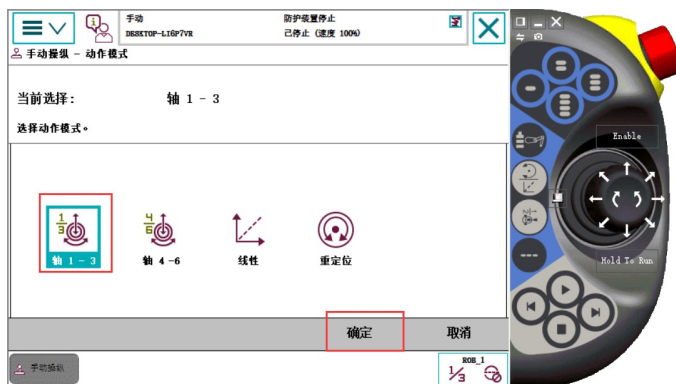 手动
DESKTOP-LI6P7VR
防护装置停止
已停止 (速度 100%)
手动操纵 - 动作模式
当前选择: 轴 1 - 3
选择动作模式。
轴 1 - 3
轴 4 -6
线性
重定位
确定
取消
手动操纵
ROB_1
1/3
Enable
Hold To Run